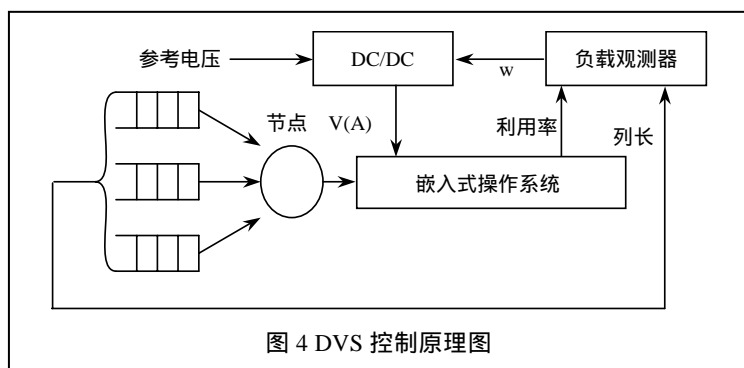 参考电压
DC/DC
w
负载观测器
节点
V(A)
利用率
列长
嵌入式操作系统
图 4 DVS 控制原理图